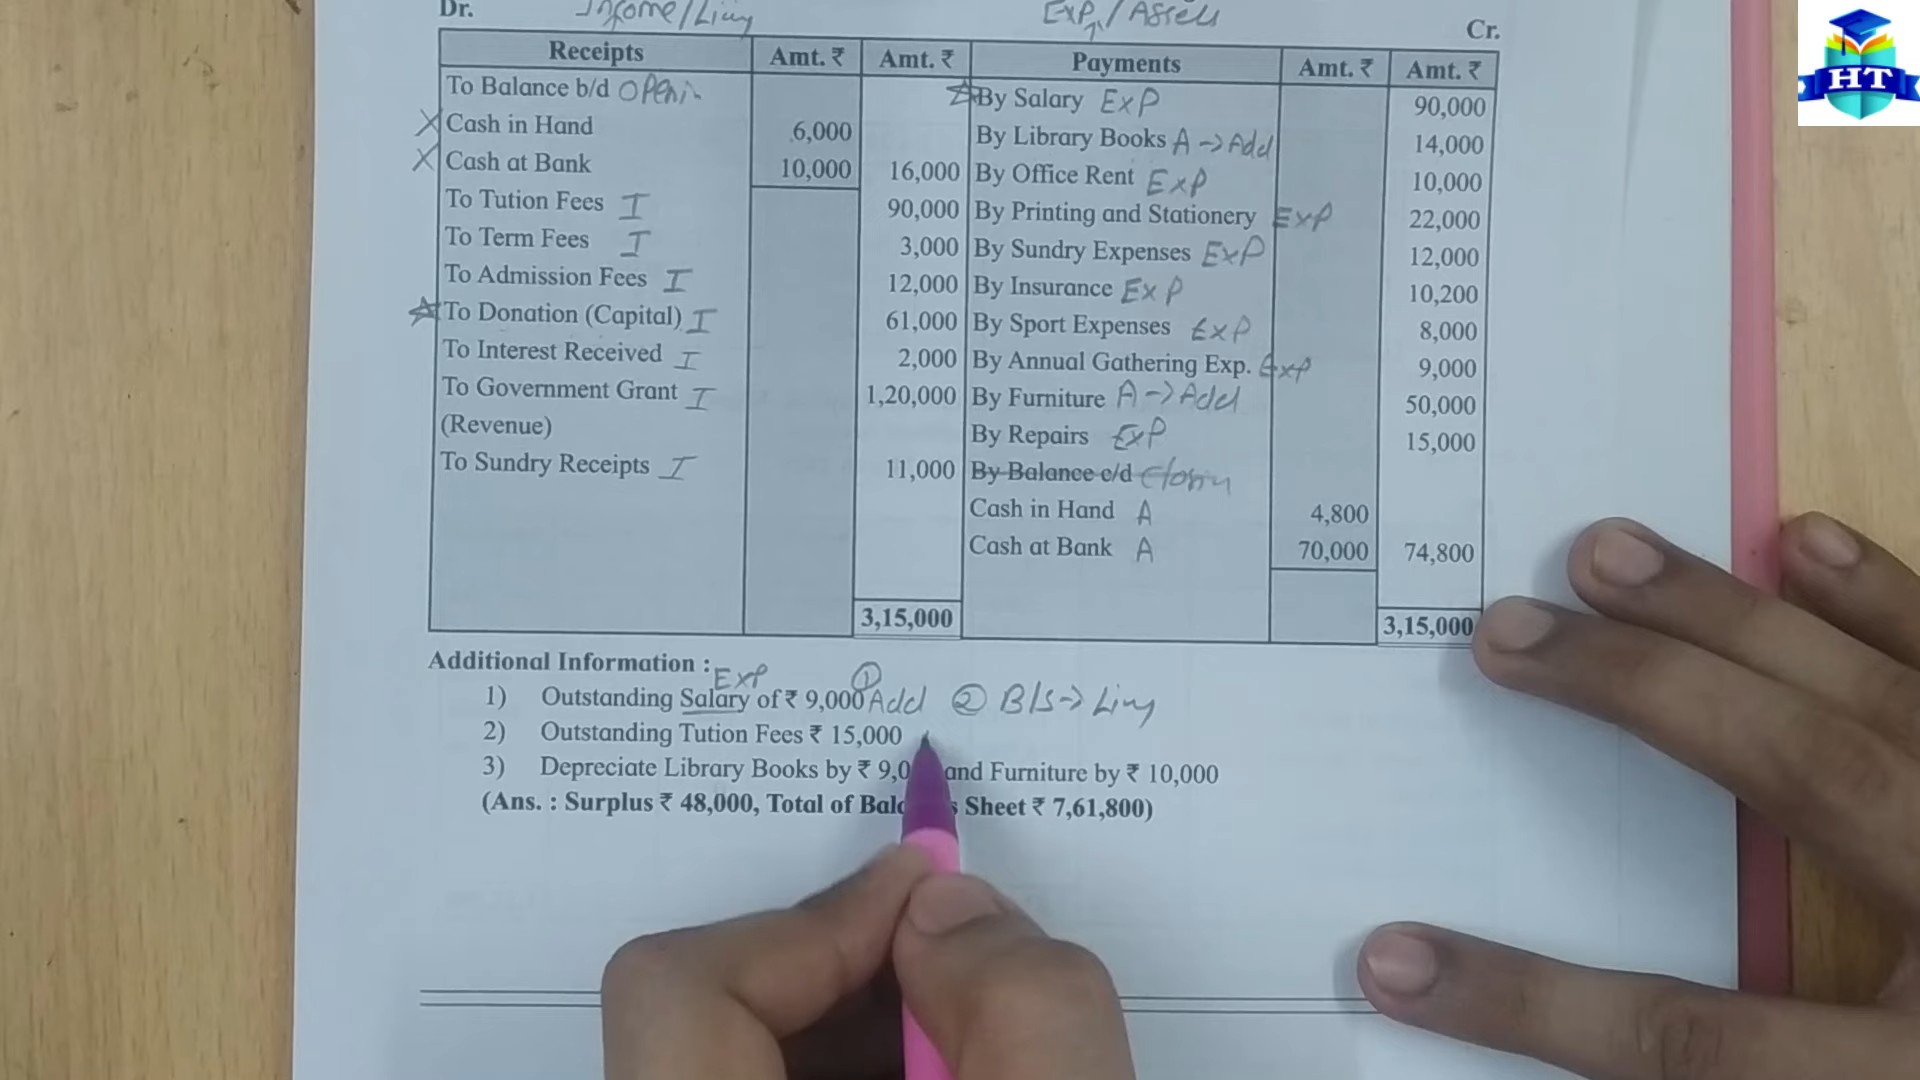 Dr. Income/Liay Exp/Assets Cr.
Receipts Amt. ₹ Amt. ₹ Payments Amt. ₹ Amt. ₹
To Balance b/d By Salary Exp 90,000
Cash in Hand 6,000 By Library Books A -> Add 14,000
Cash at Bank 10,000 16,000 By Office Rent Exp 10,000
To Tution Fees I 90,000 By Printing and Stationery Exp 22,000
To Term Fees I 3,000 By Sundry Expenses Exp 12,000
To Admission Fees I 12,000 By Insurance Exp 10,200
To Donation (Capital) I 61,000 By Sport Expenses Exp 8,000
To Interest Received I 2,000 By Annual Gathering Exp. Exp 9,000
To Government Grant I 1,20,000 By Furniture A -> Add 50,000
(Revenue) By Repairs Exp 15,000
To Sundry Receipts I 11,000 By Balance c/d
Cash in Hand A 4,800
Cash at Bank A 70,000 74,800
3,15,000 3,15,000
Additional Information :
Exp
1) Outstanding Salary of ₹ 9,000 ① Add ② B/S ->
2) Outstanding Tution Fees ₹ 15,000
3) Depreciate Library Books by ₹ 9,0 and Furniture by ₹ 10,000
(Ans. : Surplus ₹ 48,000, Total of Bala Sheet ₹ 7,61,800)
HT